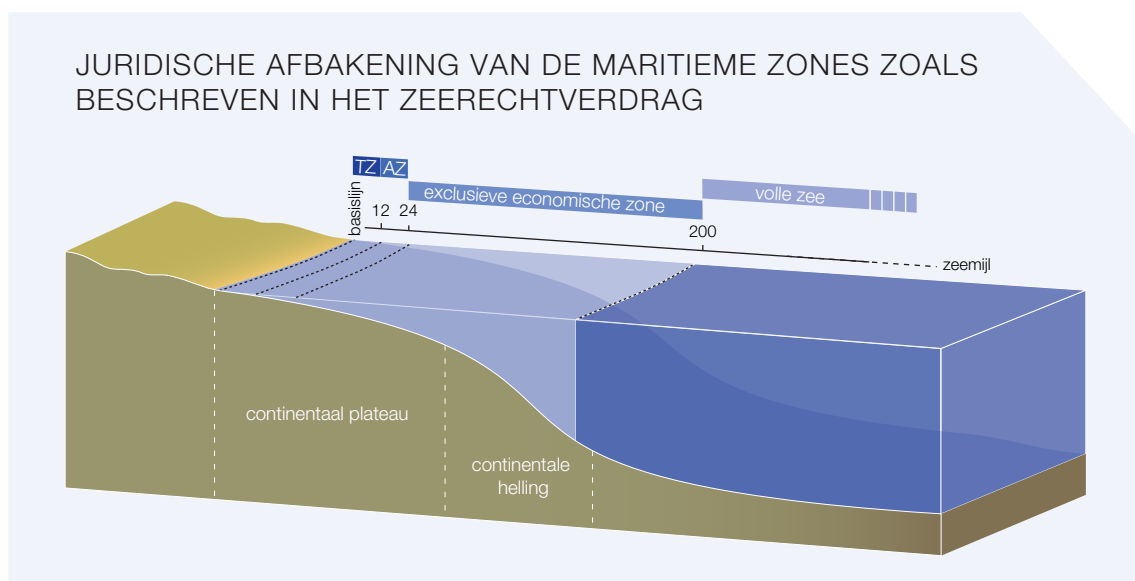 JURIDISCHE AFBAKENING VAN DE MARITIEME ZONES ZOALS
BESCHREVEN IN HET ZEERECHTVERDRAG
TZ AZ
exclusieve economische zone
volle zee
basislijn
12 24
200
zeemijl
continentaal plateau
continentale
helling